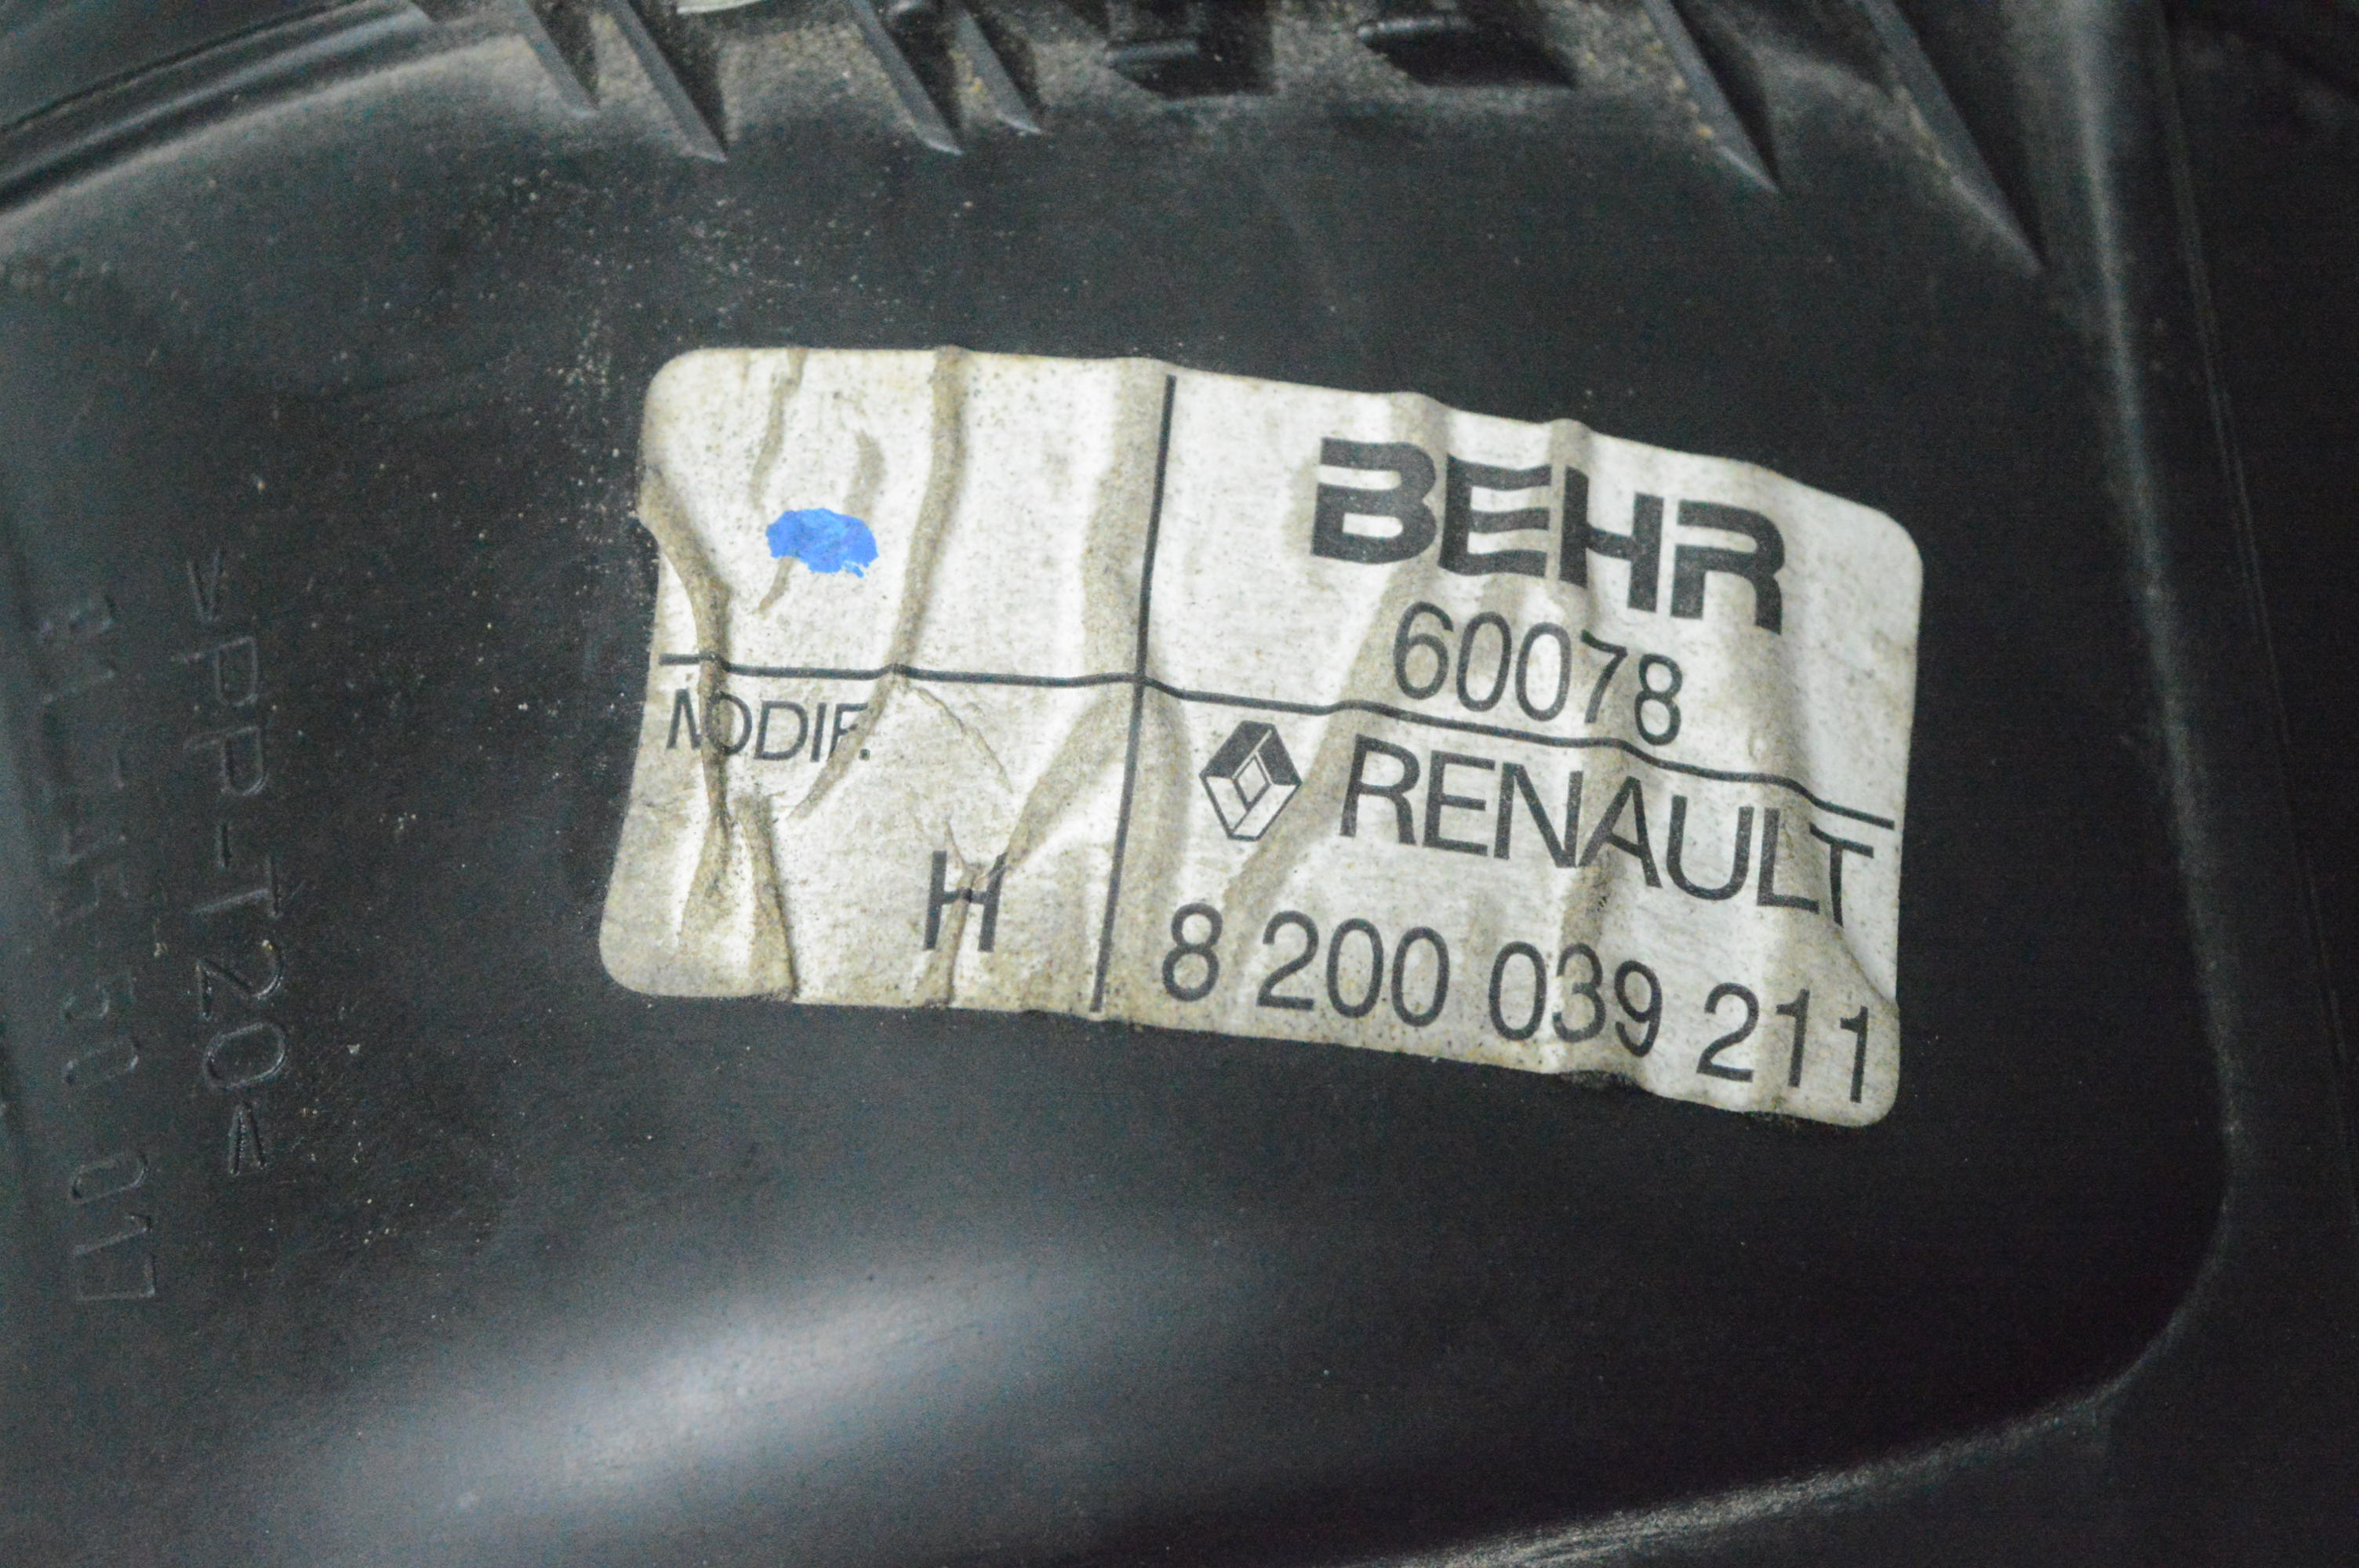 BEHR
60078
MODIF.
H
RENAULT
8 200 039 211
>PP-T20<